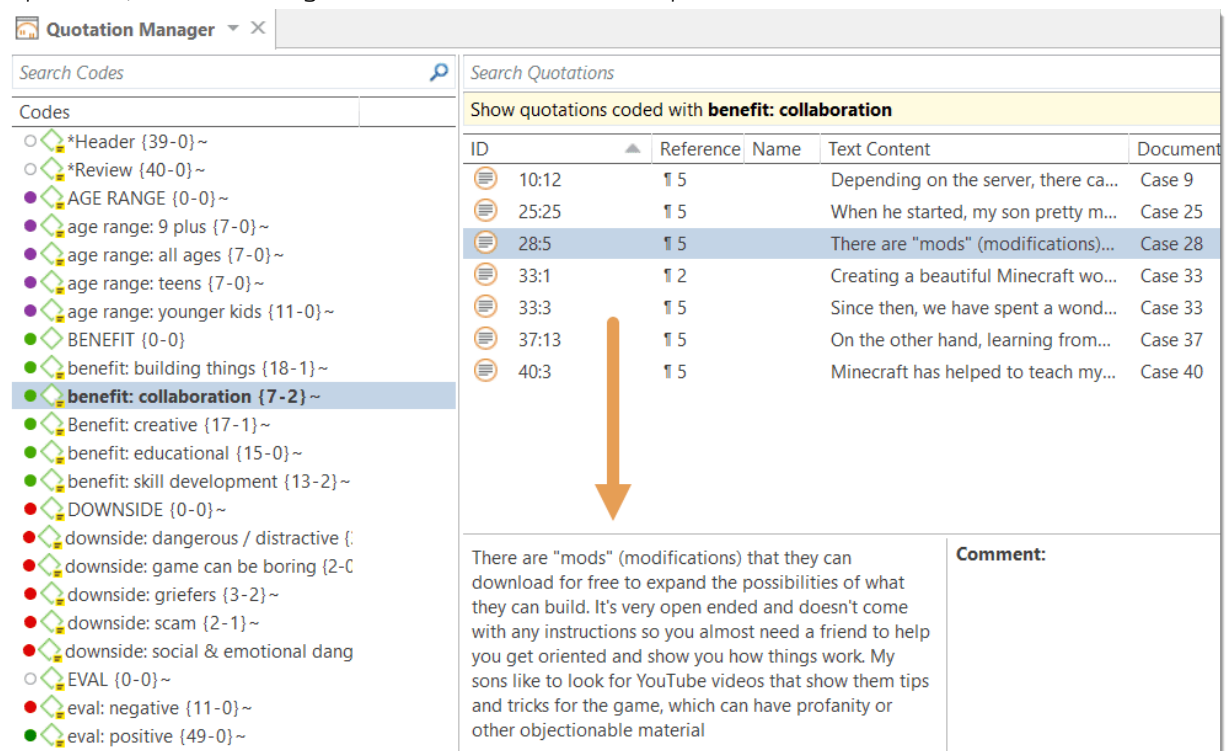 Quotation Manager
Search Codes
Codes
*Header {39-0}~
*Review {40-0}~
AGE RANGE {0-0}~
age range: 9 plus {7-0}~
age range: all ages {7-0}~
age range: teens {7-0}~
age range: younger kids {11-0}~
BENEFIT {0-0}
benefit: building things {18-1}~
benefit: collaboration {7-2}~
Benefit: creative {17-1}~
benefit: educational {15-0}~
benefit: skill development {13-2}~
DOWNSIDE {0-0}~
downside: dangerous / distractive {
downside: game can be boring {2-0
downside: griefers {3-2}~
downside: scam {2-1}~
downside: social & emotional dang
EVAL {0-0}~
eval: negative {11-0}~
eval: positive {49-0}~
Search Quotations
Show quotations coded with benefit: collaboration
ID Reference Name Text Content Document
10:12 ¶ 5 Depending on the server, there ca... Case 9
25:25 ¶ 5 When he started, my son pretty m... Case 25
28:5 ¶ 5 There are "mods" (modifications)... Case 28
33:1 ¶ 2 Creating a beautiful Minecraft wo... Case 33
33:3 ¶ 5 Since then, we have spent a wond... Case 33
37:13 ¶ 5 On the other hand, learning from... Case 37
40:3 ¶ 5 Minecraft has helped to teach my... Case 40
There are "mods" (modifications) that they can
download for free to expand the possibilities of what
they can build. It's very open ended and doesn't come
with any instructions so you almost need a friend to help
you get oriented and show you how things work. My
sons like to look for YouTube videos that show them tips
and tricks for the game, which can have profanity or
other objectionable material
Comment: